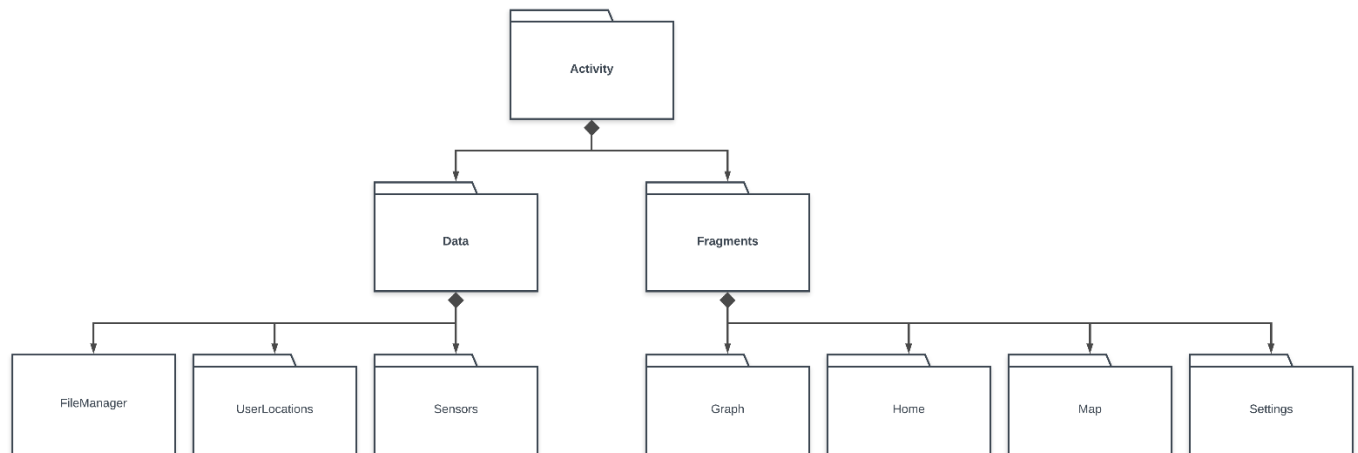 Activity
Data
Fragments
FileManager
UserLocations
Sensors
Graph
Home
Map
Settings